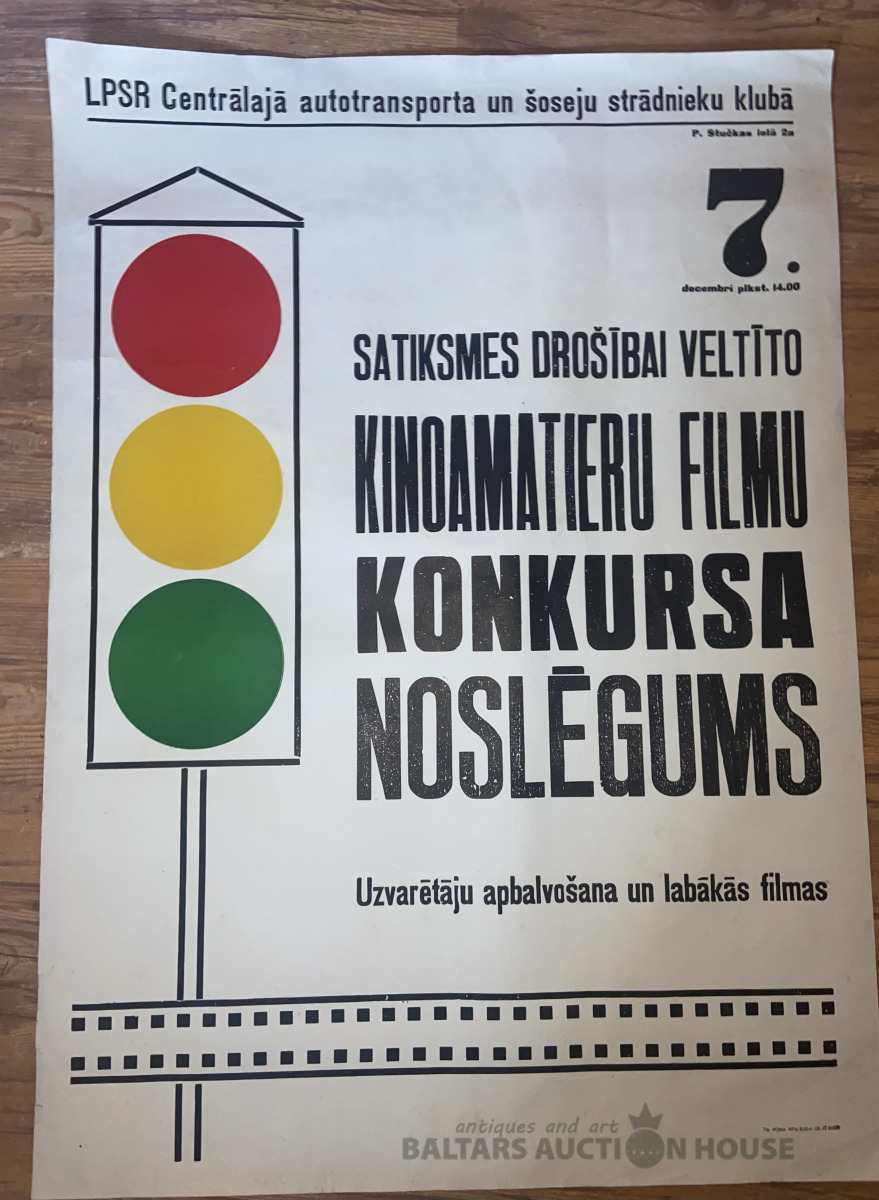 LPSR Centrālajā autotransporta un šoseju strādnieku klubā
P. Stučkas ielā 2a
7.
decembrī plkst. 14.00
SATIKSMES DROŠĪBAI VELTĪTO
KINOAMATIERU FILMU
KONKURSA
NOSLĒGUMS
Uzvarētāju apbalvošana un labākās filmas
antiques and art
BALTARS AUCTION HOUSE